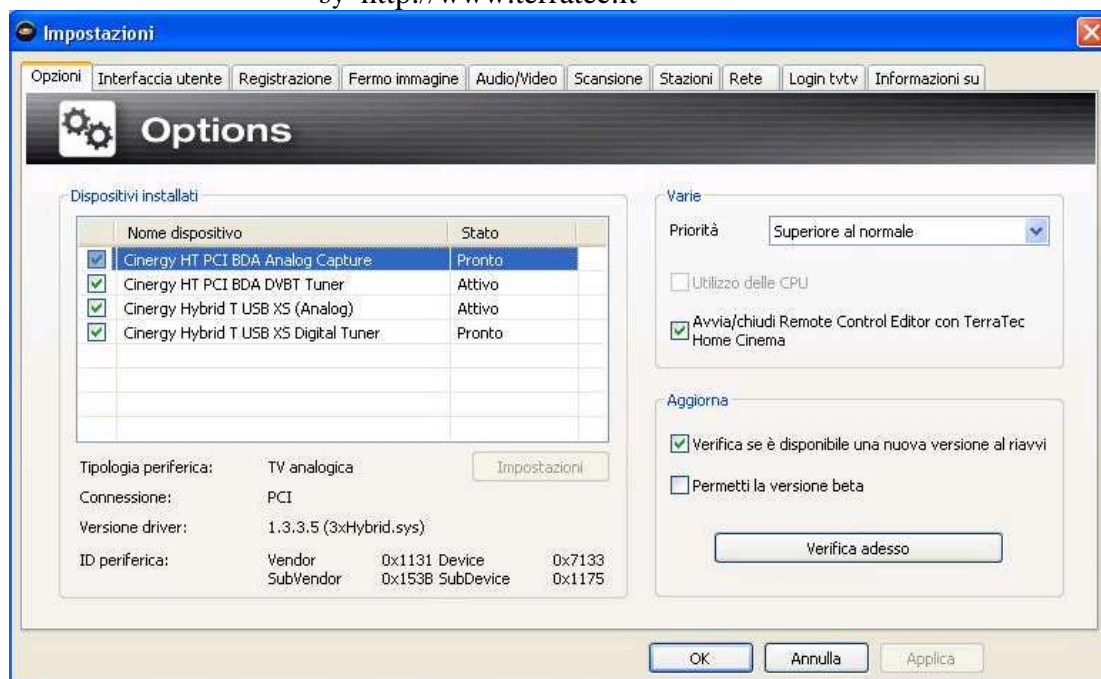 by http://www.terratec.it
Impostazioni
Opzioni Interfaccia utente Registrazione Fermo immagine Audio/Video Scansione Stazioni Rete Login tvtv Informazioni su
Options
Dispositivi installati
Nome dispositivo Stato
Cinergy HT PCI BDA Analog Capture Pronto
Cinergy HT PCI BDA DVBT Tuner Attivo
Cinergy Hybrid T USB XS (Analog) Attivo
Cinergy Hybrid T USB XS Digital Tuner Pronto
Tipologia periferica: TV analogica Impostazioni
Connessione: PCI
Versione driver: 1.3.3.5 (3xHybrid.sys)
ID periferica: Vendor 0x1131 Device 0x7133
SubVendor 0x153B SubDevice 0x1175
Varie
Priorità Superiore al normale
Utilizzo delle CPU
Avvia/chiudi Remote Control Editor con TerraTec
Home Cinema
Aggiorna
Verifica se è disponibile una nuova versione al riavvi
Permetti la versione beta
Verifica adesso
OK Annulla Applica